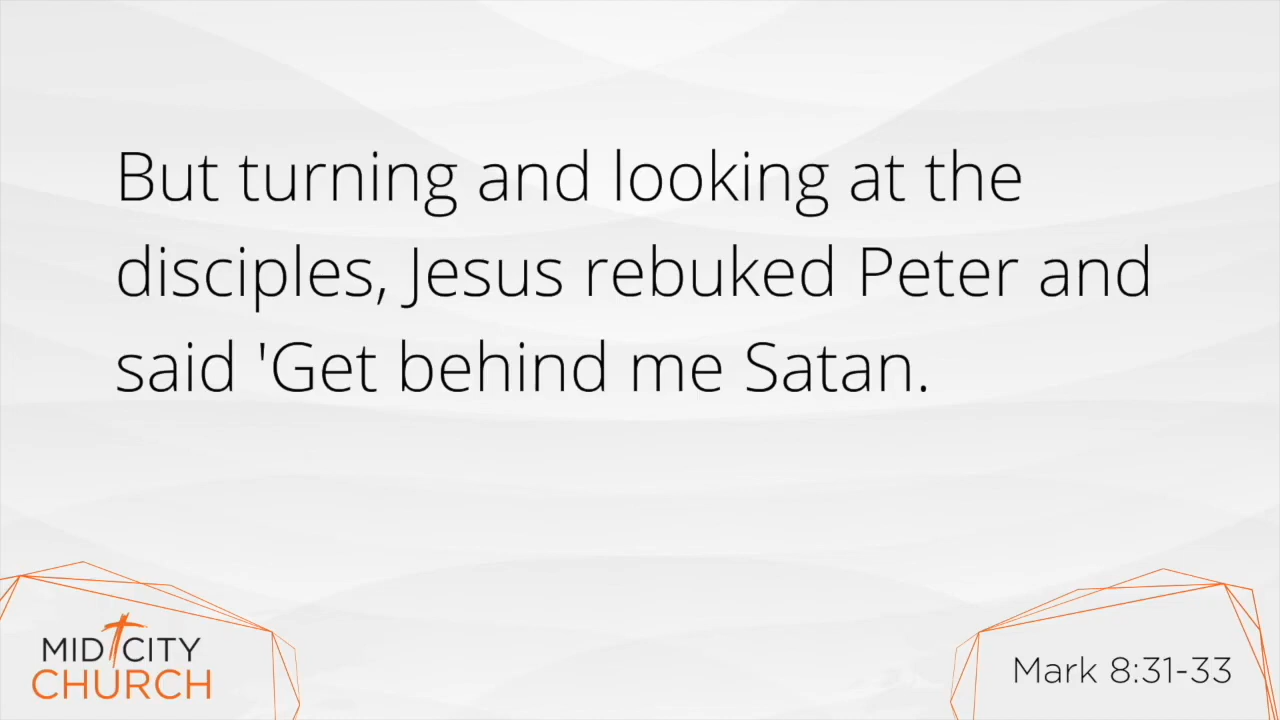 But turning and looking at the
disciples, Jesus rebuked Peter and
said 'Get behind me Satan.
MID CITY
CHURCH
Mark 8:31-33